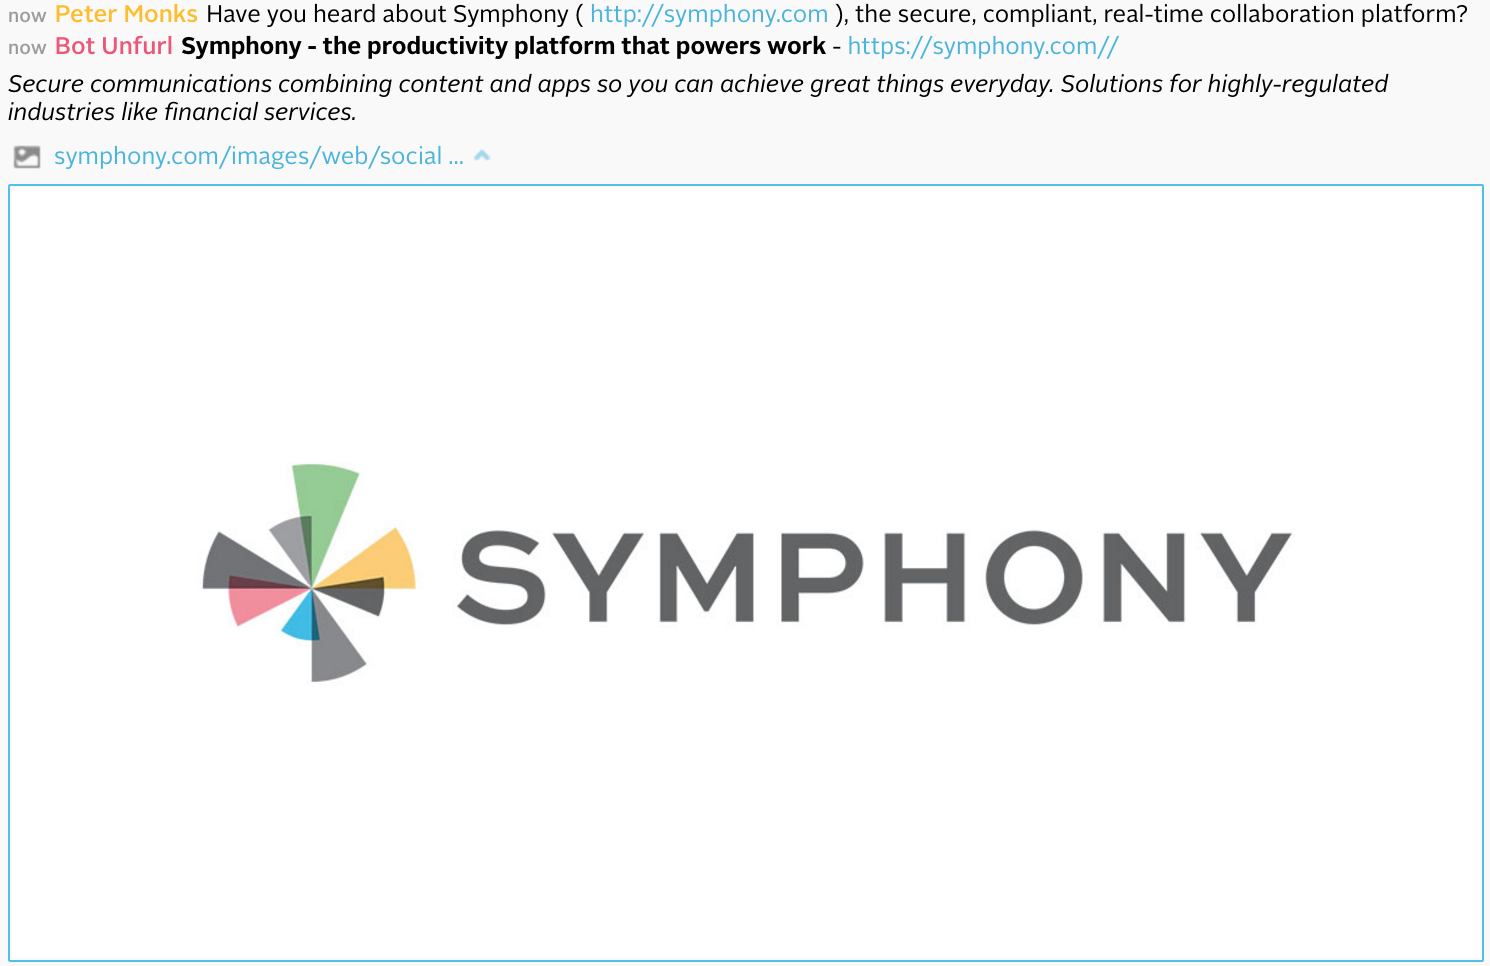 now Peter Monks Have you heard about Symphony ( http://symphony.com ), the secure, compliant, real-time collaboration platform?
now Bot Unfurl Symphony - the productivity platform that powers work - https://symphony.com//
Secure communications combining content and apps so you can achieve great things everyday. Solutions for highly-regulated
industries like financial services.
symphony.com/images/web/social ...
SYMPHONY